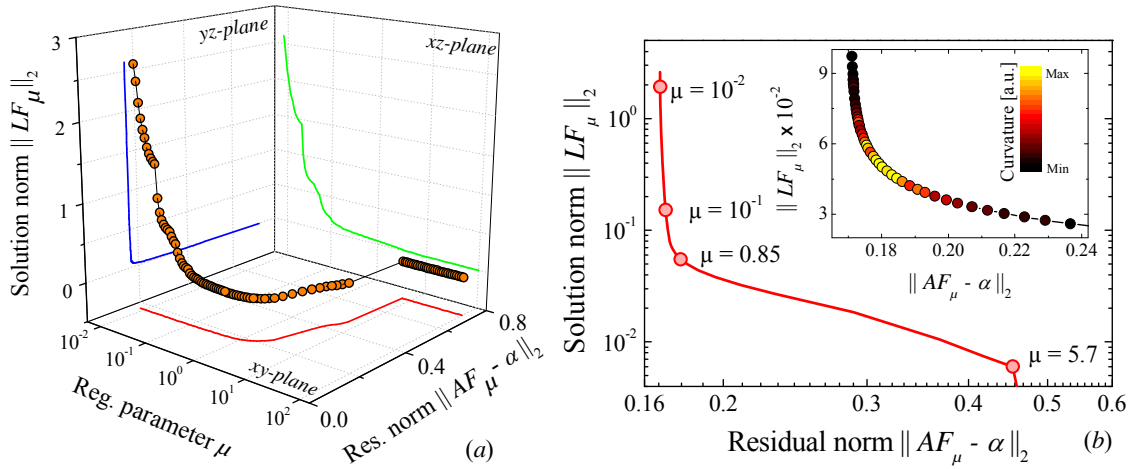 yz-plane
xz-plane
xy-plane
Solution norm || LF_μ ||_2
3
2
1
0
10^-2
10^-1
10^0
10^1
10^2
Reg. parameter μ
0.0
0.4
0.8
Res. norm || AF_μ - α ||_2
(a)
Solution norm || LF_μ ||_2
10^0
10^-1
10^-2
μ = 10^-2
μ = 10^-1
μ = 0.85
μ = 5.7
0.16
0.2
0.3
0.4
0.5
0.6
Residual norm || AF_μ - α ||_2
(b)
|| LF_μ ||_2 x 10^-2
9
6
3
0.18
0.20
0.22
0.24
|| AF_μ - α ||_2
Curvature [a.u.]
Max
Min